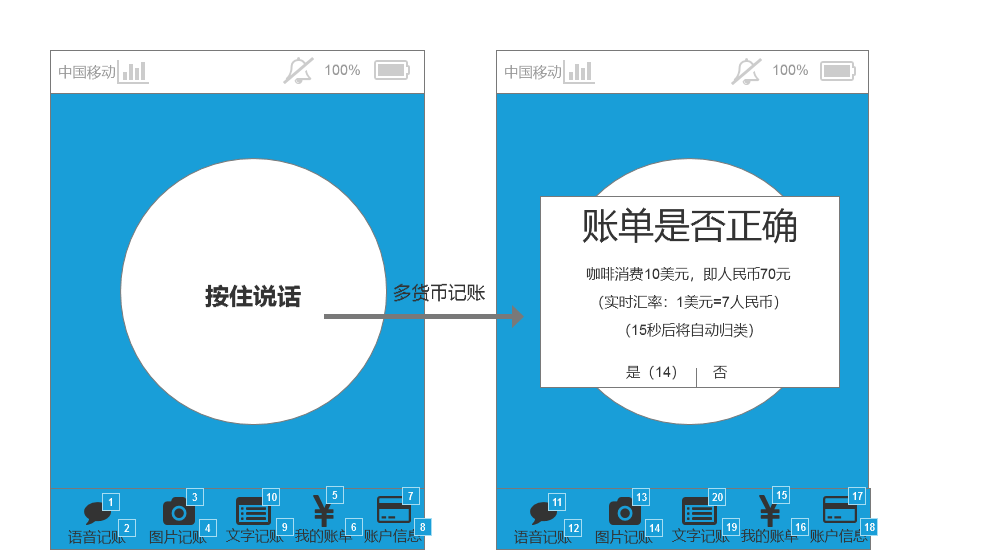 中国移动 100%
按住说话
1 3 10 5 7
2 4 9 6 8
语音记账 图片记账 文字记账 我的账单 账户信息
多货币记账
中国移动 100%
账单是否正确
咖啡消费10美元，即人民币70元
（实时汇率：1美元=7人民币）
（15秒后将自动归类）
是（14） 否
11 13 20 15 17
12 14 19 16 18
语音记账 图片记账 文字记账 我的账单 账户信息